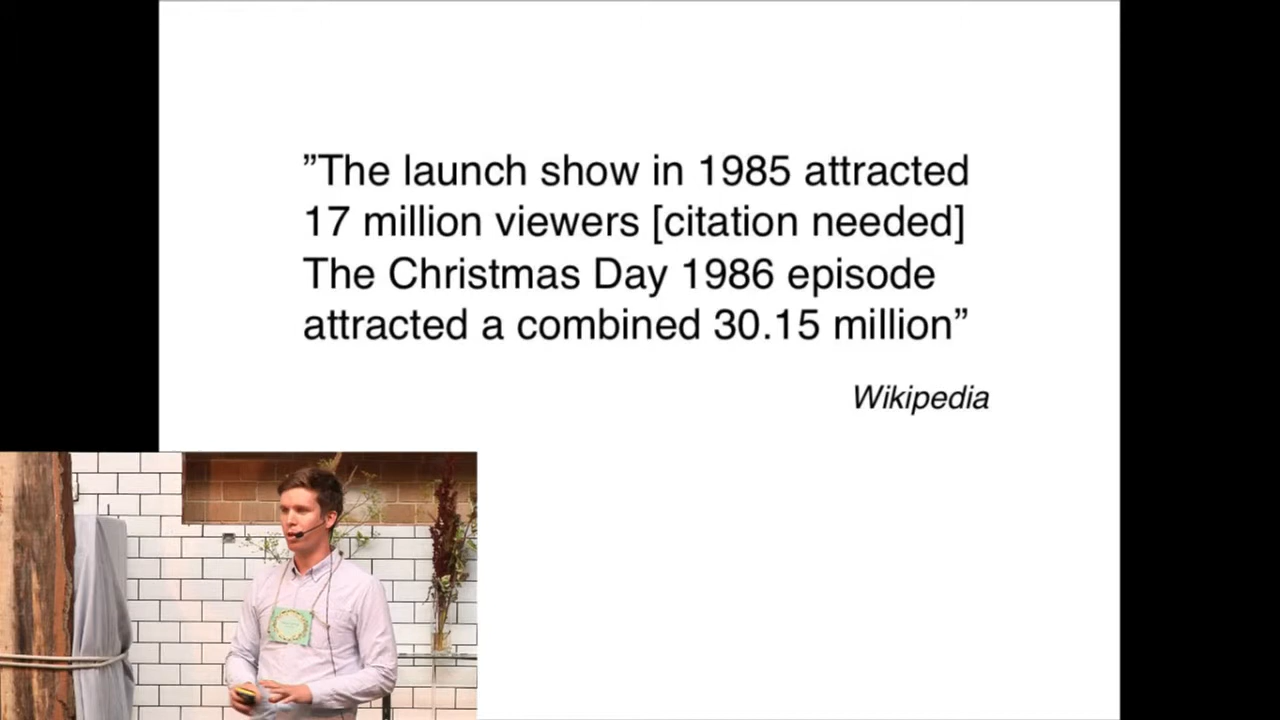 ”The launch show in 1985 attracted
17 million viewers [citation needed]
The Christmas Day 1986 episode
attracted a combined 30.15 million”
Wikipedia